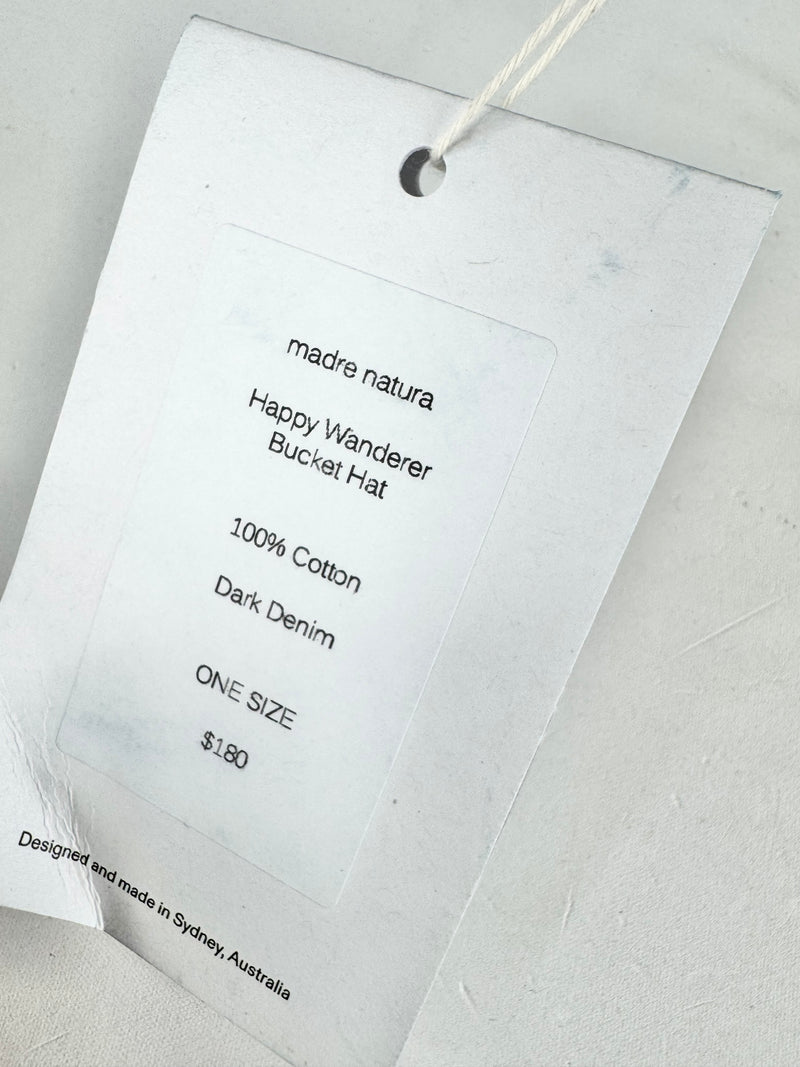 madre natura
Happy Wanderer
Bucket Hat
100% Cotton
Dark Denim
ONE SIZE
$180
Designed and made in Sydney, Australia